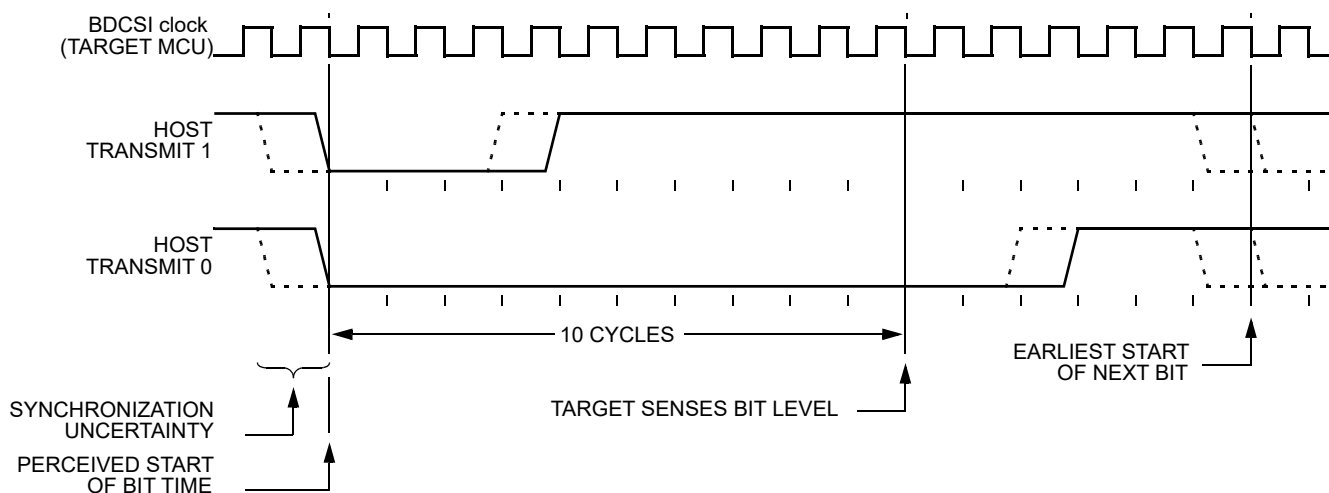 BDCSI clock
(TARGET MCU)
HOST
TRANSMIT 1
HOST
TRANSMIT 0
10 CYCLES
EARLIEST START
OF NEXT BIT
TARGET SENSES BIT LEVEL
SYNCHRONIZATION
UNCERTAINTY
PERCEIVED START
OF BIT TIME